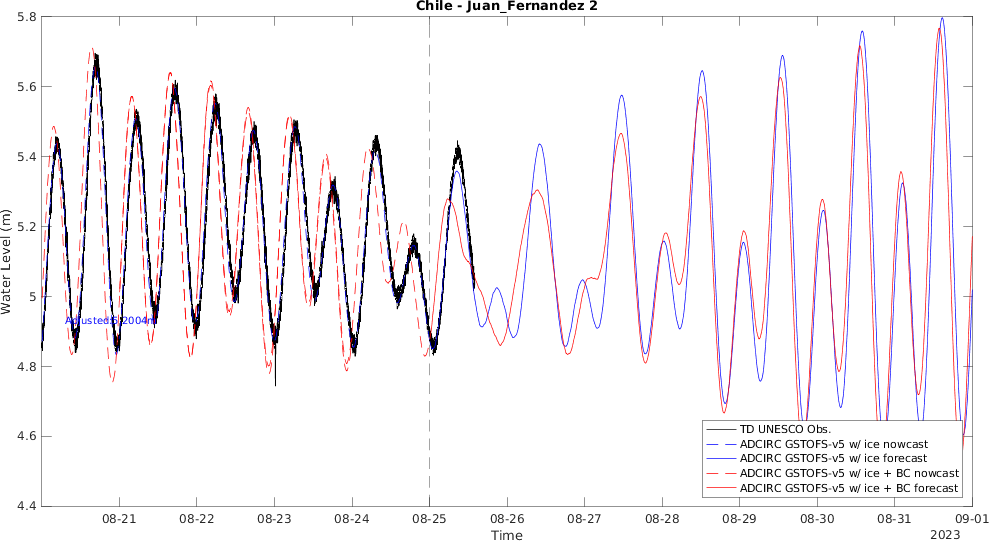 Chile - Juan_Fernandez 2
Water Level (m)
5.8
5.6
5.4
5.2
5
4.8
4.6
4.4
TD UNESCO Obs.
ADCIRC GSTOFS-v5 w/ ice nowcast
ADCIRC GSTOFS-v5 w/ ice forecast
ADCIRC GSTOFS-v5 w/ ice + BC nowcast
ADCIRC GSTOFS-v5 w/ ice + BC forecast
08-21 08-22 08-23 08-24 08-25 08-26 08-27 08-28 08-29 08-30 08-31 09-01
Time
2023